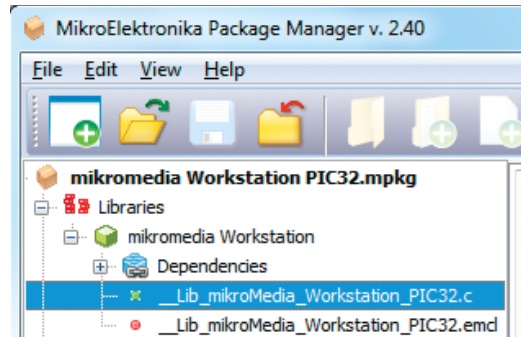 MikroElektronika Package Manager v. 2.40
File Edit View Help
mikromedia Workstation PIC32.mpkg
Libraries
mikromedia Workstation
Dependencies
__Lib_mikroMedia_Workstation_PIC32.c
__Lib_mikroMedia_Workstation_PIC32.emcl